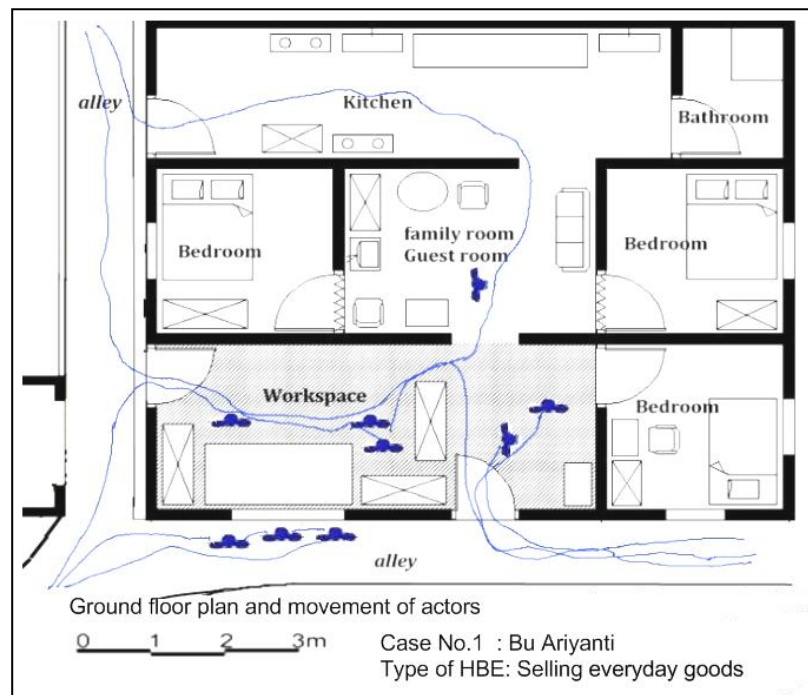 alley
Kitchen
Bathroom
Bedroom
family room
Guest room
Bedroom
Workspace
Bedroom
alley
Ground floor plan and movement of actors
0 1 2 3m
Case No.1 : Bu Ariyanti
Type of HBE: Selling everyday goods